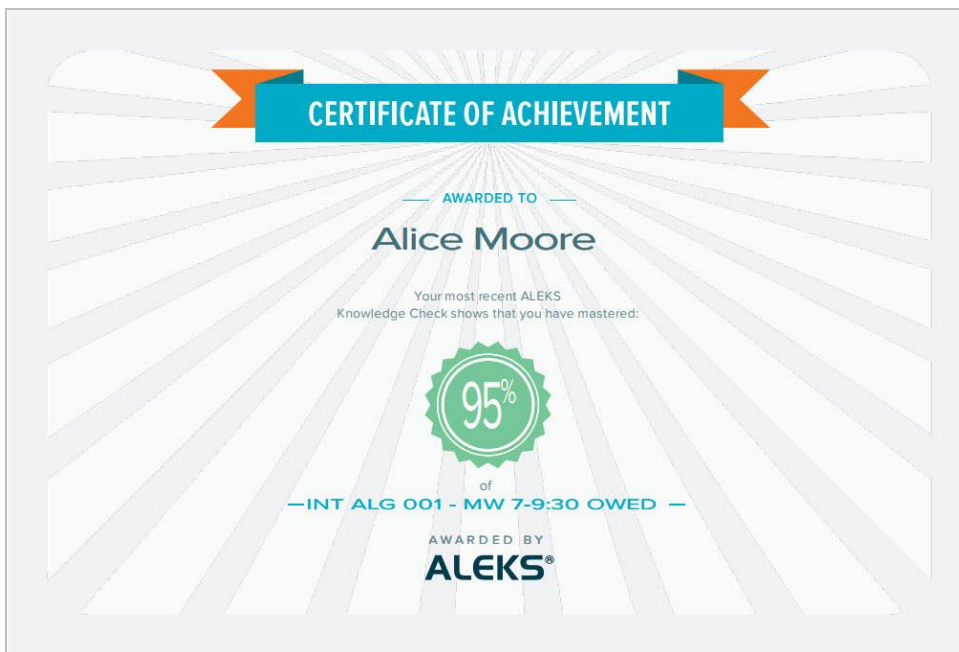 CERTIFICATE OF ACHIEVEMENT
AWARDED TO
Alice Moore
Your most recent ALEKS
Knowledge Check shows that you have mastered:
95%
of
—INT ALG 001 - MW 7-9:30 OWED —
AWARDED BY
ALEKS®